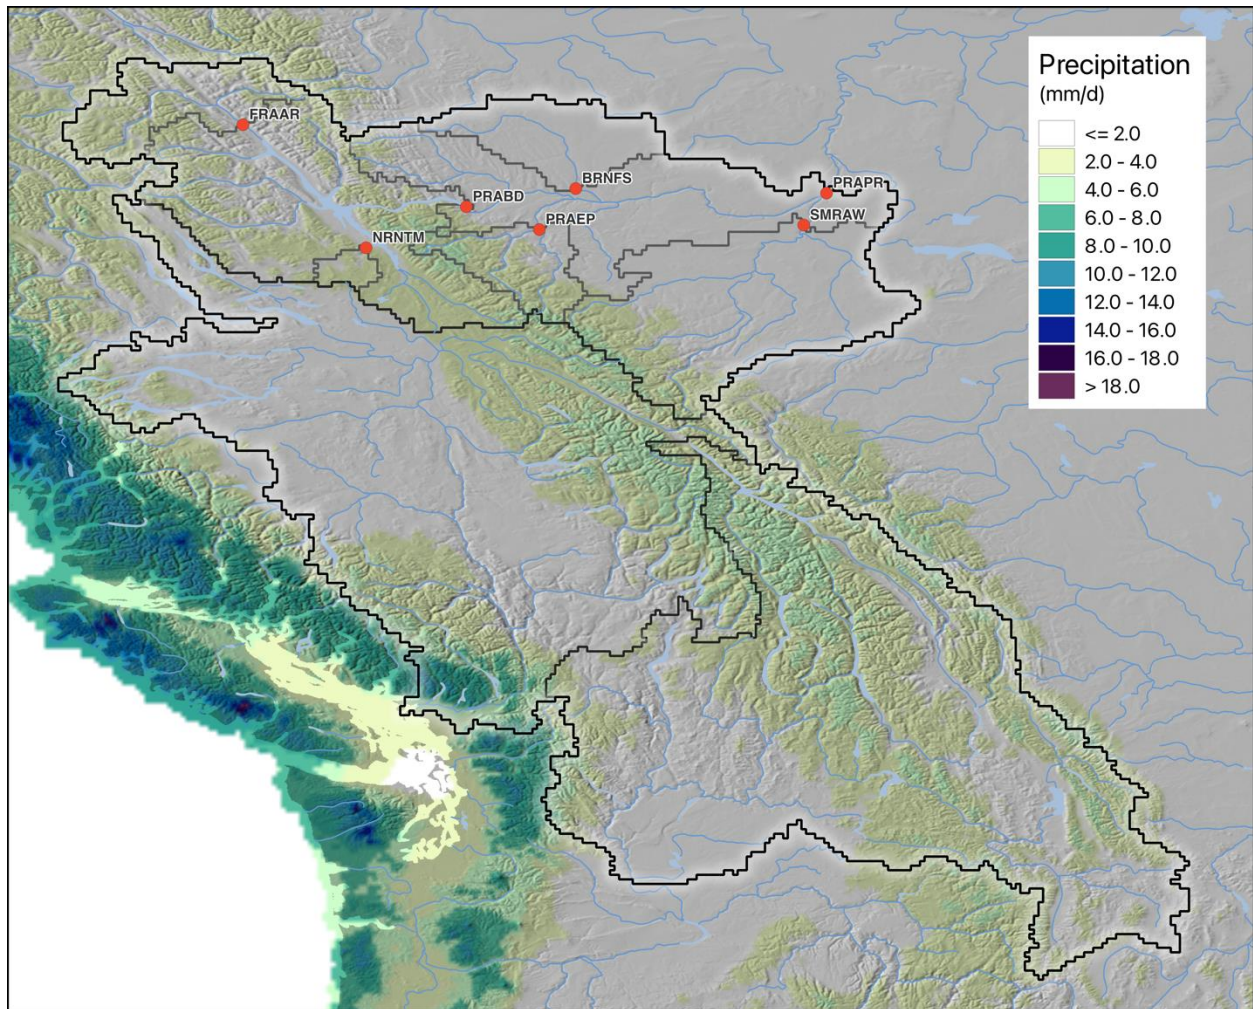 Precipitation
(mm/d)
<= 2.0
2.0 - 4.0
4.0 - 6.0
6.0 - 8.0
8.0 - 10.0
10.0 - 12.0
12.0 - 14.0
14.0 - 16.0
16.0 - 18.0
> 18.0
FRAAR
BRNFS
PRAPR
PRABD
SMRAW
PRAEP
NRNTM